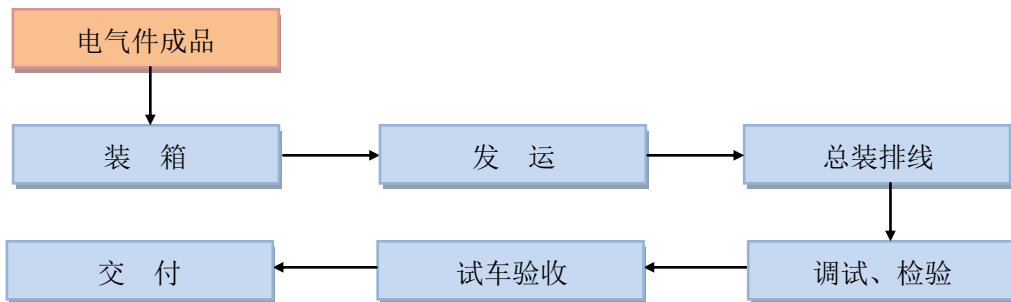 电气件成品
装 箱
发 运
总装排线
调试、检验
试车验收
交 付